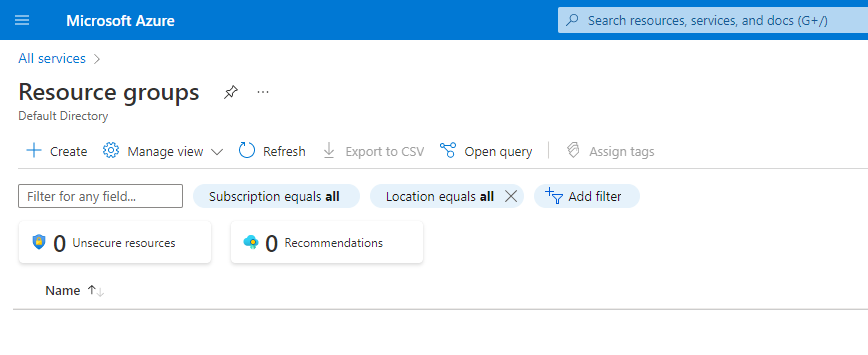 Microsoft Azure
Search resources, services, and docs (G+/)
All services
Resource groups
Default Directory
Create Manage view Refresh Export to CSV Open query Assign tags
Filter for any field... Subscription equals all Location equals all Add filter
0 Unsecure resources 0 Recommendations
Name